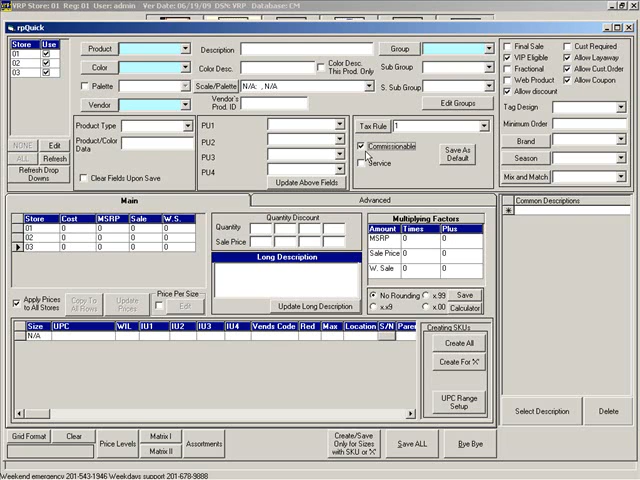 VRP Store: 01 Reg: 01 User: admin Ver Date: 06/19/09 DSN: VRP Database: CM
rpQuick
Store Use
01
02
03
NONE Edit
ALL Refresh
Refresh Drop Downs
Product
Color
Palette
Vendor
Description
Color Desc.
Color Desc. This Prod. Only
Scale/Palette N/A: , N/A
Vendor's Prod. ID
Group
Sub Group
S. Sub Group
Edit Groups
Final Sale
VIP Eligible
Fractional
Web Product
Allow discount
Cust Required
Allow Layaway
Allow Cust.Order
Allow Coupon
Tag Design
Minimum Order
Brand
Season
Mix and Match
Product Type
Product/Color Data
Clear Fields Upon Save
PU1
PU2
PU3
PU4
Update Above Fields
Tax Rule 1
Commissionable
Service
Save As Default
Main
Advanced
Store Cost MSRP Sale W.S.
01 0 0 0 0
02 0 0 0 0
03 0 0 0 0
Apply Prices to All Stores
Copy To All Rows
Update Prices
Price Per Size
Edit
Quantity Discount
Quantity
Sale Price
Long Description
Update Long Description
Multiplying Factors
Amount Times Plus
MSRP 0 0
Sale Price 0 0
W. Sale 0 0
No Rounding
x.99
x.x9
x.00
Save
Calculator
Common Descriptions
Select Description
Delete
Size UPC WIL IU1 IU2 IU3 IU4 Vends Code Red Max Location S/N Paren
N/A
Creating SKUs
Create All
Create For 'X'
UPC Range Setup
Grid Format
Clear
Price Levels
Matrix I
Matrix II
Assortments
Create/Save Only for Sizes with SKU or 'X'
Save ALL
Bye Bye
Weekend emergency 201-543-1946 Weekdays support 201-678-9888